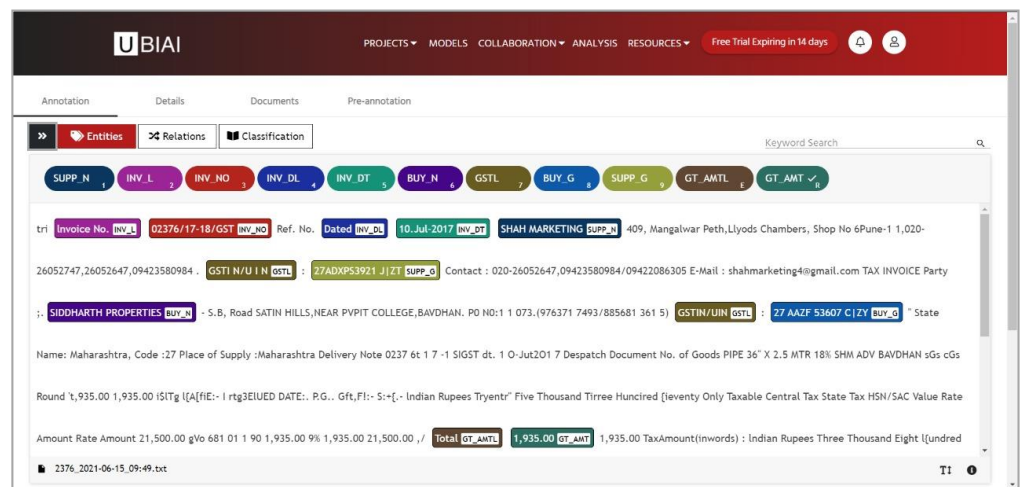 UBIAI
PROJECTS MODELS COLLABORATION ANALYSIS RESOURCES Free Trial Expiring in 14 days
Annotation Details Documents Pre-annotation
» Entities Relations Classification
Keyword Search
SUPP_N 1 INV_L 2 INV_NO 3 INV_DL 4 INV_DT 5 BUY_N 6 GSTL 7 BUY_G 8 SUPP_G 9 GT_AMTL E GT_AMT ✓ R
tri Invoice No. INV_L 02376/17-18/GST INV_NO Ref. No. Dated INV_DL 10.Jul-2017 INV_DT SHAH MARKETING SUPP_N 409, Mangalwar Peth,Llyods Chambers, Shop No 6Pune-1 1,020-
26052747,26052647,09423580984 . GSTI N/U I N GSTL : 27ADXPS3921 J|ZT SUPP_G Contact : 020-26052647,09423580984/09422086305 E-Mail : shahmarketing4@gmail.com TAX INVOICE Party
;. SIDDHARTH PROPERTIES BUY_N - S.B, Road SATIN HILLS,NEAR PVPIT COLLEGE,BAVDHAN. P0 N0:1 1 073.(976371 7493/885681 361 5) GSTIN/UIN GSTL : 27 AAZF 53607 C|ZY BUY_G " State
Name: Maharashtra, Code :27 Place of Supply :Maharashtra Delivery Note 0237 6t 1 7 -1 SIGST dt. 1 O-Jut2O1 7 Despatch Document No. of Goods PIPE 36" X 2.5 MTR 18% SHM ADV BAVDHAN sGs cGs
Round 't,935.00 1,935.00 i$lTg l{A[fiE:- I rtg3ElUED DATE:. P.G.. Gft,F!:- S:+{.- lndian Rupees Tryentr" Five Thousand Tirree Huncired {ieventy Only Taxable Central Tax State Tax HSN/SAC Value Rate
Amount Rate Amount 21,500.00 gVo 681 01 1 90 1,935.00 9% 1,935.00 21,500.00 ,/ Total GT_AMTL 1,935.00 GT_AMT 1,935.00 TaxAmount(inwords) : lndian Rupees Three Thousand Eight l{undred
2376_2021-06-15_09:49.txt